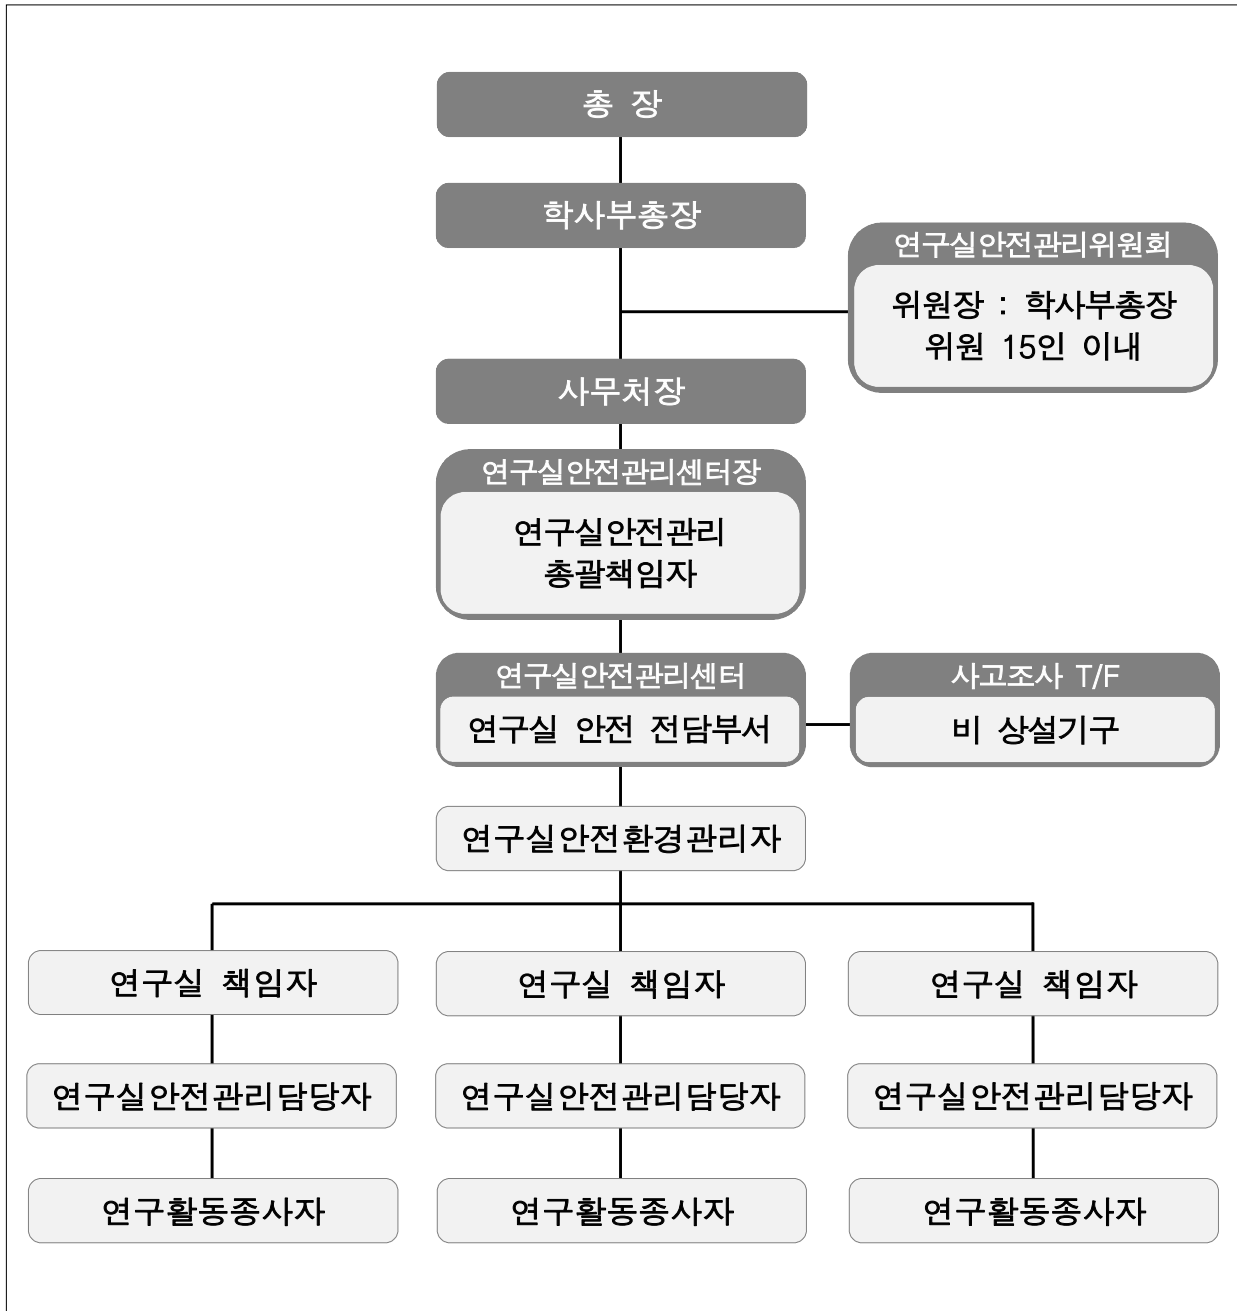 총 장
학사부총장
연구실안전관리위원회
위원장 : 학사부총장
위원 15인 이내
사무처장
연구실안전관리센터장
연구실안전관리
총괄책임자
연구실안전관리센터
연구실 안전 전담부서
사고조사 T/F
비 상설기구
연구실안전환경관리자
연구실 책임자
연구실 책임자
연구실 책임자
연구실안전관리담당자
연구실안전관리담당자
연구실안전관리담당자
연구활동종사자
연구활동종사자
연구활동종사자